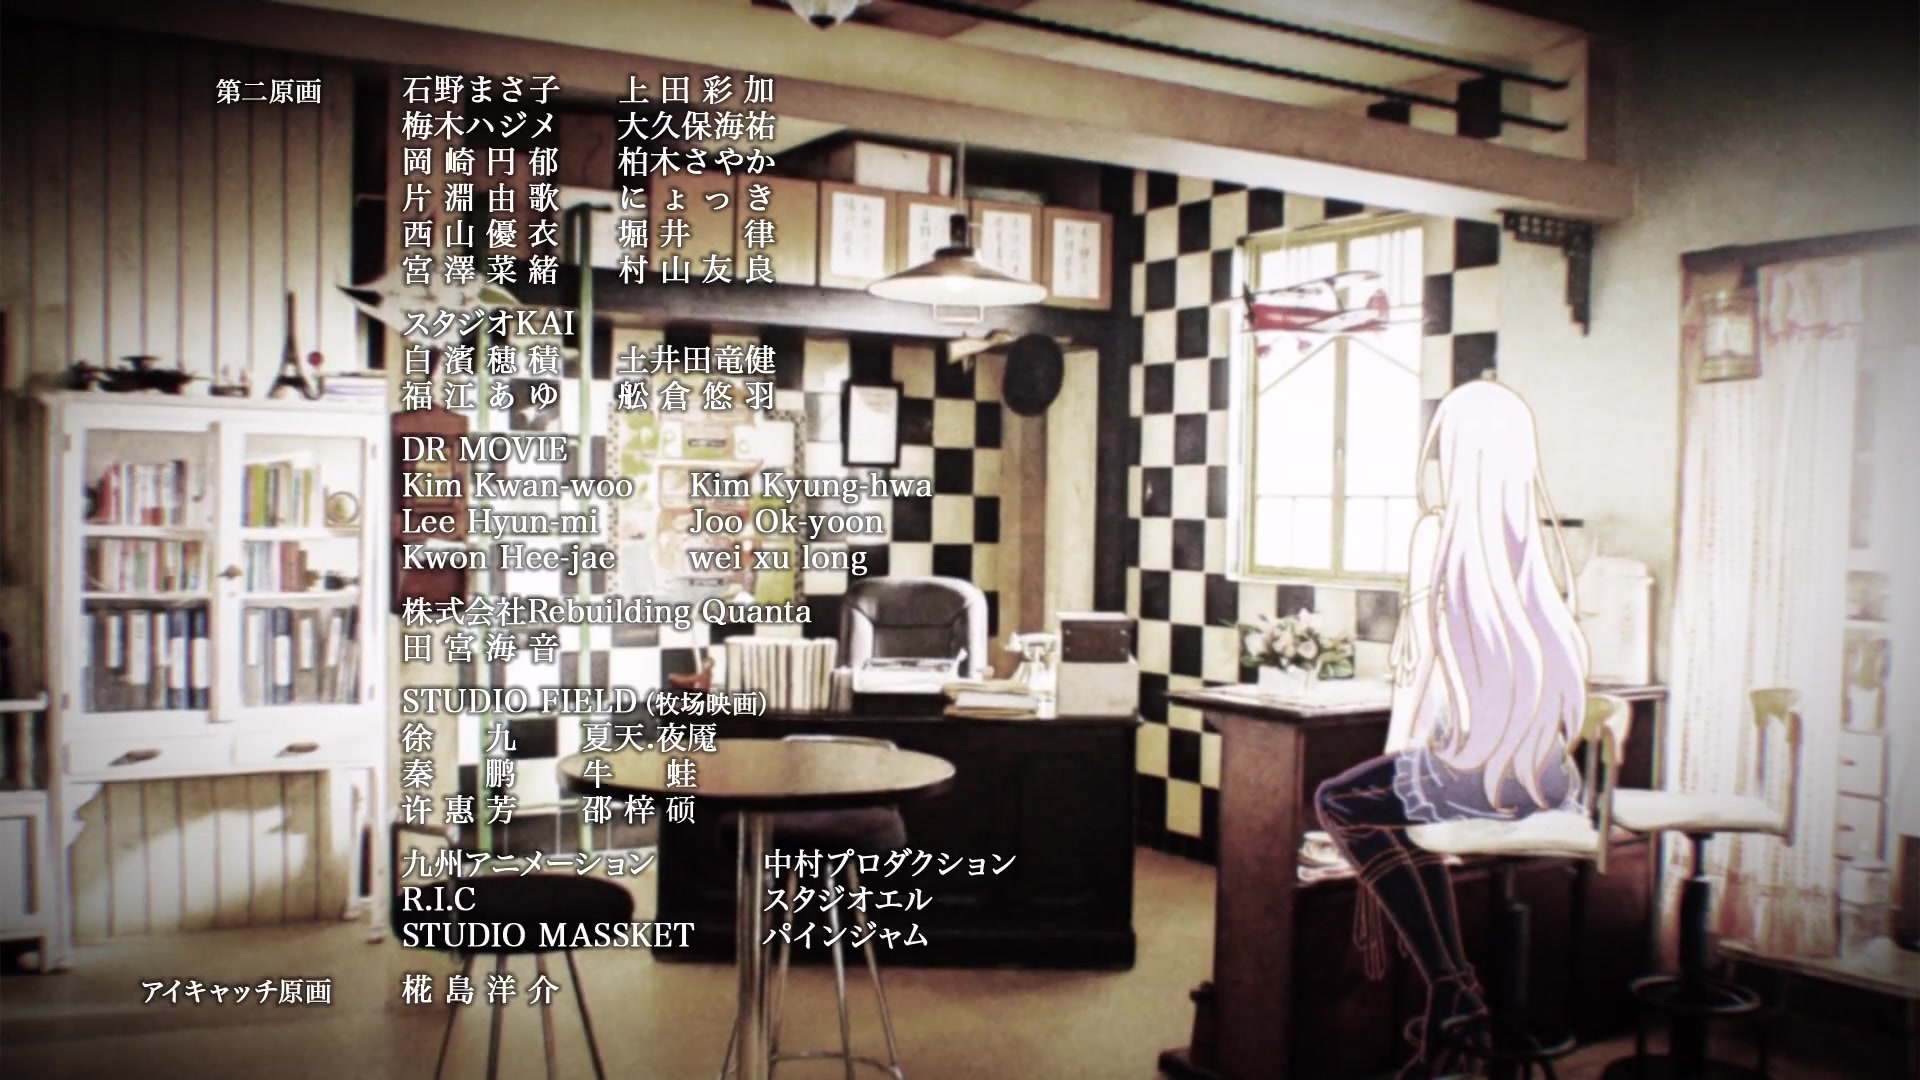 第二原画 石野まさ子 上田彩加
梅木ハジメ 大久保海祐
岡崎円郁 柏木さやか
片淵由歌 にょっき
西山優衣 堀井 律
宮澤菜緒 村山友良
スタジオKAI
白濱穂積 土井田竜健
福江あゆ 舩倉悠羽
DR MOVIE
Kim Kwan-woo Kim Kyung-hwa
Lee Hyun-mi Joo Ok-yoon
Kwon Hee-jae wei xu long
株式会社Rebuilding Quanta
田宮海音
STUDIO FIELD (牧场映画)
徐 九 夏天.夜魇
秦 鹏 牛 蛙
许惠芳 邵梓硕
九州アニメーション 中村プロダクション
R.I.C スタジオエル
STUDIO MASSKET パインジャム
アイキャッチ原画 椛島洋介